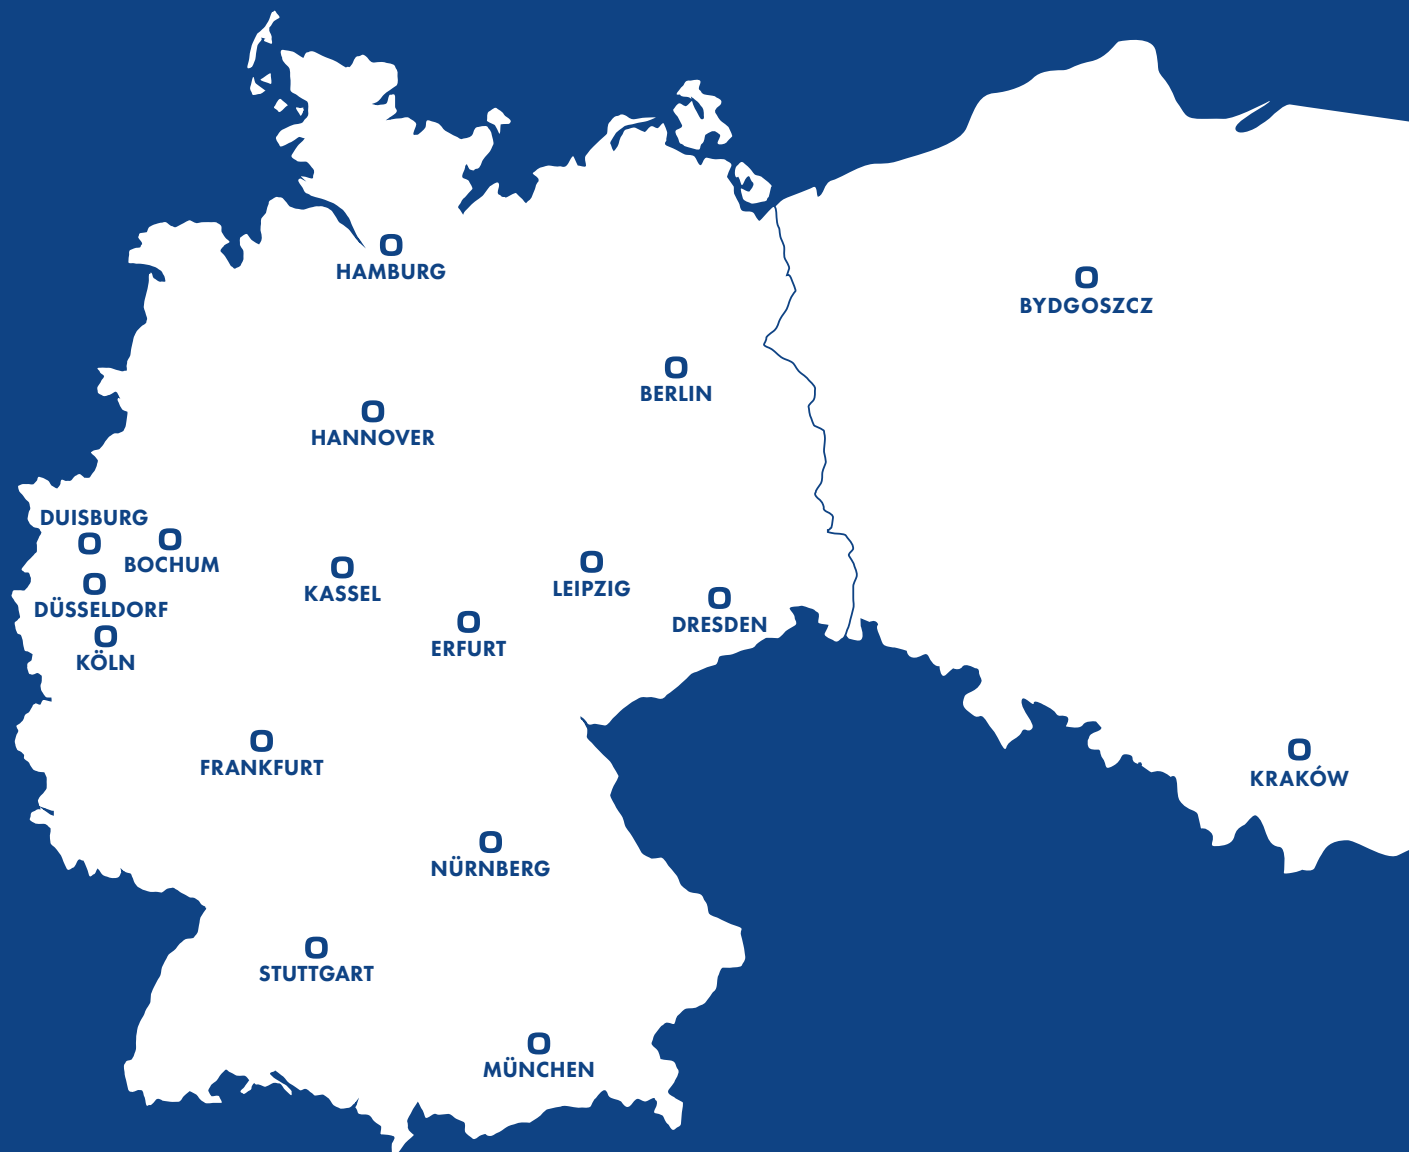 HAMBURG
BYDGOSZCZ
BERLIN
HANNOVER
DUISBURG
BOCHUM
KASSEL
LEIPZIG
DÜSSELDORF
DRESDEN
ERFURT
KÖLN
FRANKFURT
KRAKÓW
NÜRNBERG
STUTTGART
MÜNCHEN